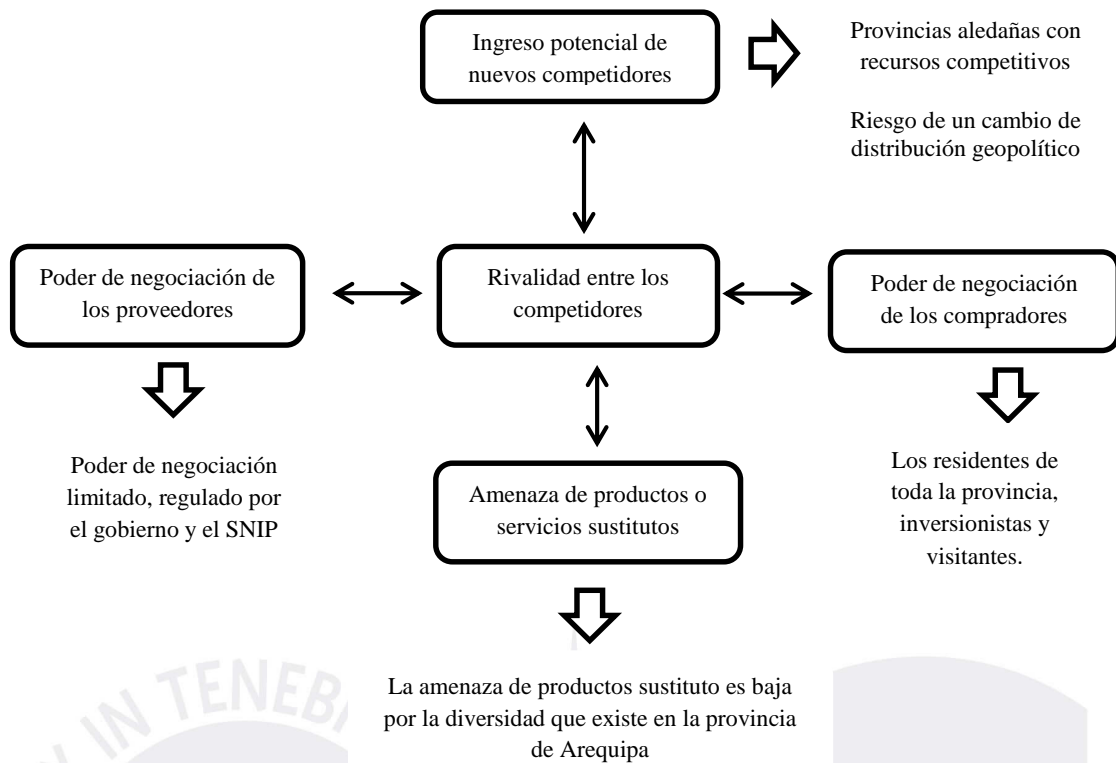 Ingreso potencial de
nuevos competidores
Provincias aledañas con
recursos competitivos
Riesgo de un cambio de
distribución geopolítico
Poder de negociación de
los proveedores
Rivalidad entre los
competidores
Poder de negociación
de los compradores
Poder de negociación
limitado, regulado por
el gobierno y el SNIP
Amenaza de productos o
servicios sustitutos
Los residentes de
toda la provincia,
inversionistas y
visitantes.
La amenaza de productos sustituto es baja
por la diversidad que existe en la provincia
de Arequipa
IN TENEB